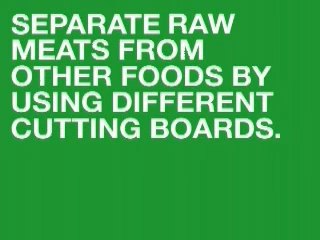 SEPARATE RAW
MEATS FROM
OTHER FOODS BY
USING DIFFERENT
CUTTING BOARDS.